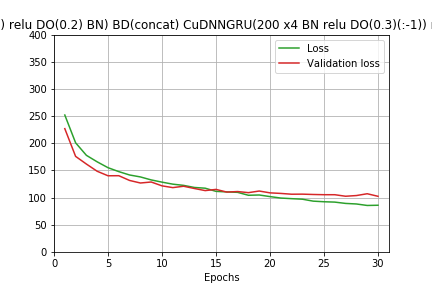 ) relu DO(0.2) BN) BD(concat) CuDNNGRU(200 x4 BN relu DO(0.3)(:-1))
400
350
300
250
200
150
100
50
0
Loss
Validation loss
0 5 10 15 20 25 30
Epochs